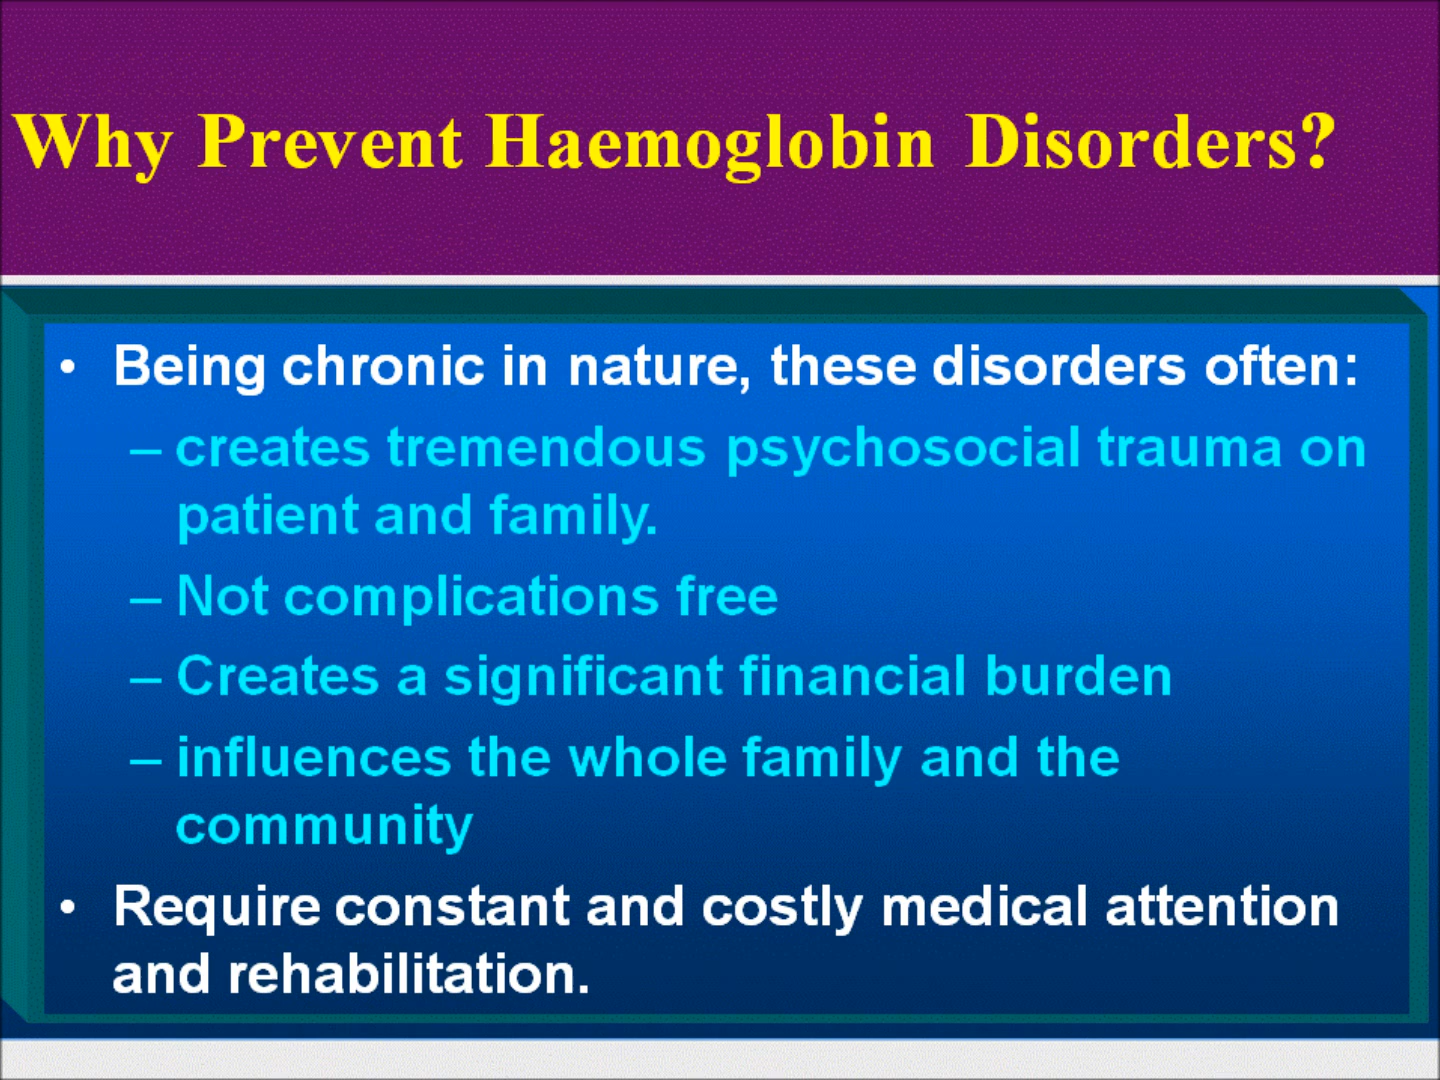 Why Prevent Haemoglobin Disorders?
• Being chronic in nature, these disorders often:
– creates tremendous psychosocial trauma on
patient and family.
– Not complications free
– Creates a significant financial burden
– influences the whole family and the
community
• Require constant and costly medical attention
and rehabilitation.